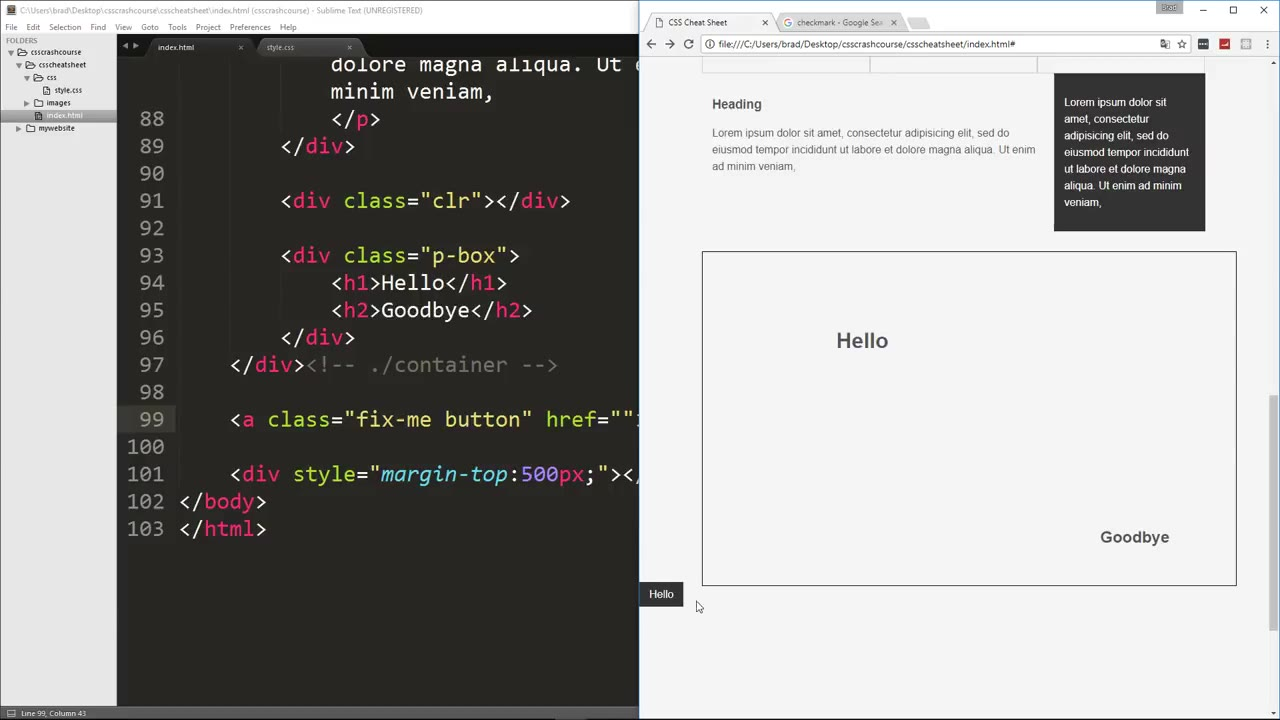 C:\Users\brad\Desktop\csscrashcourse\csscheatsheet\index.html (csscrashcourse) - Sublime Text (UNREGISTERED)
File Edit Selection Find View Goto Tools Project Preferences Help
FOLDERS
csscrashcourse
csscheatsheet
css
style.css
images
index.html
mywebsite
index.html
style.css
dolore magna aliqua. Ut e
minim veniam,
88 </p>
89 </div>
90
91 <div class="clr"></div>
92
93 <div class="p-box">
94 <h1>Hello</h1>
95 <h2>Goodbye</h2>
96 </div>
97 </div><!-- ./container -->
98
99 <a class="fix-me button" href=""
100
101 <div style="margin-top:500px;"></
102 </body>
103 </html>
Line 99, Column 43
Brad
CSS Cheat Sheet
checkmark - Google Sea
file:///C:/Users/brad/Desktop/csscrashcourse/csscheatsheet/index.html#
Heading
Lorem ipsum dolor sit amet, consectetur adipisicing elit, sed do
eiusmod tempor incididunt ut labore et dolore magna aliqua. Ut enim
ad minim veniam,
Lorem ipsum dolor sit
amet, consectetur
adipisicing elit, sed do
eiusmod tempor incididunt
ut labore et dolore magna
aliqua. Ut enim ad minim
veniam,
Hello
Goodbye
Hello